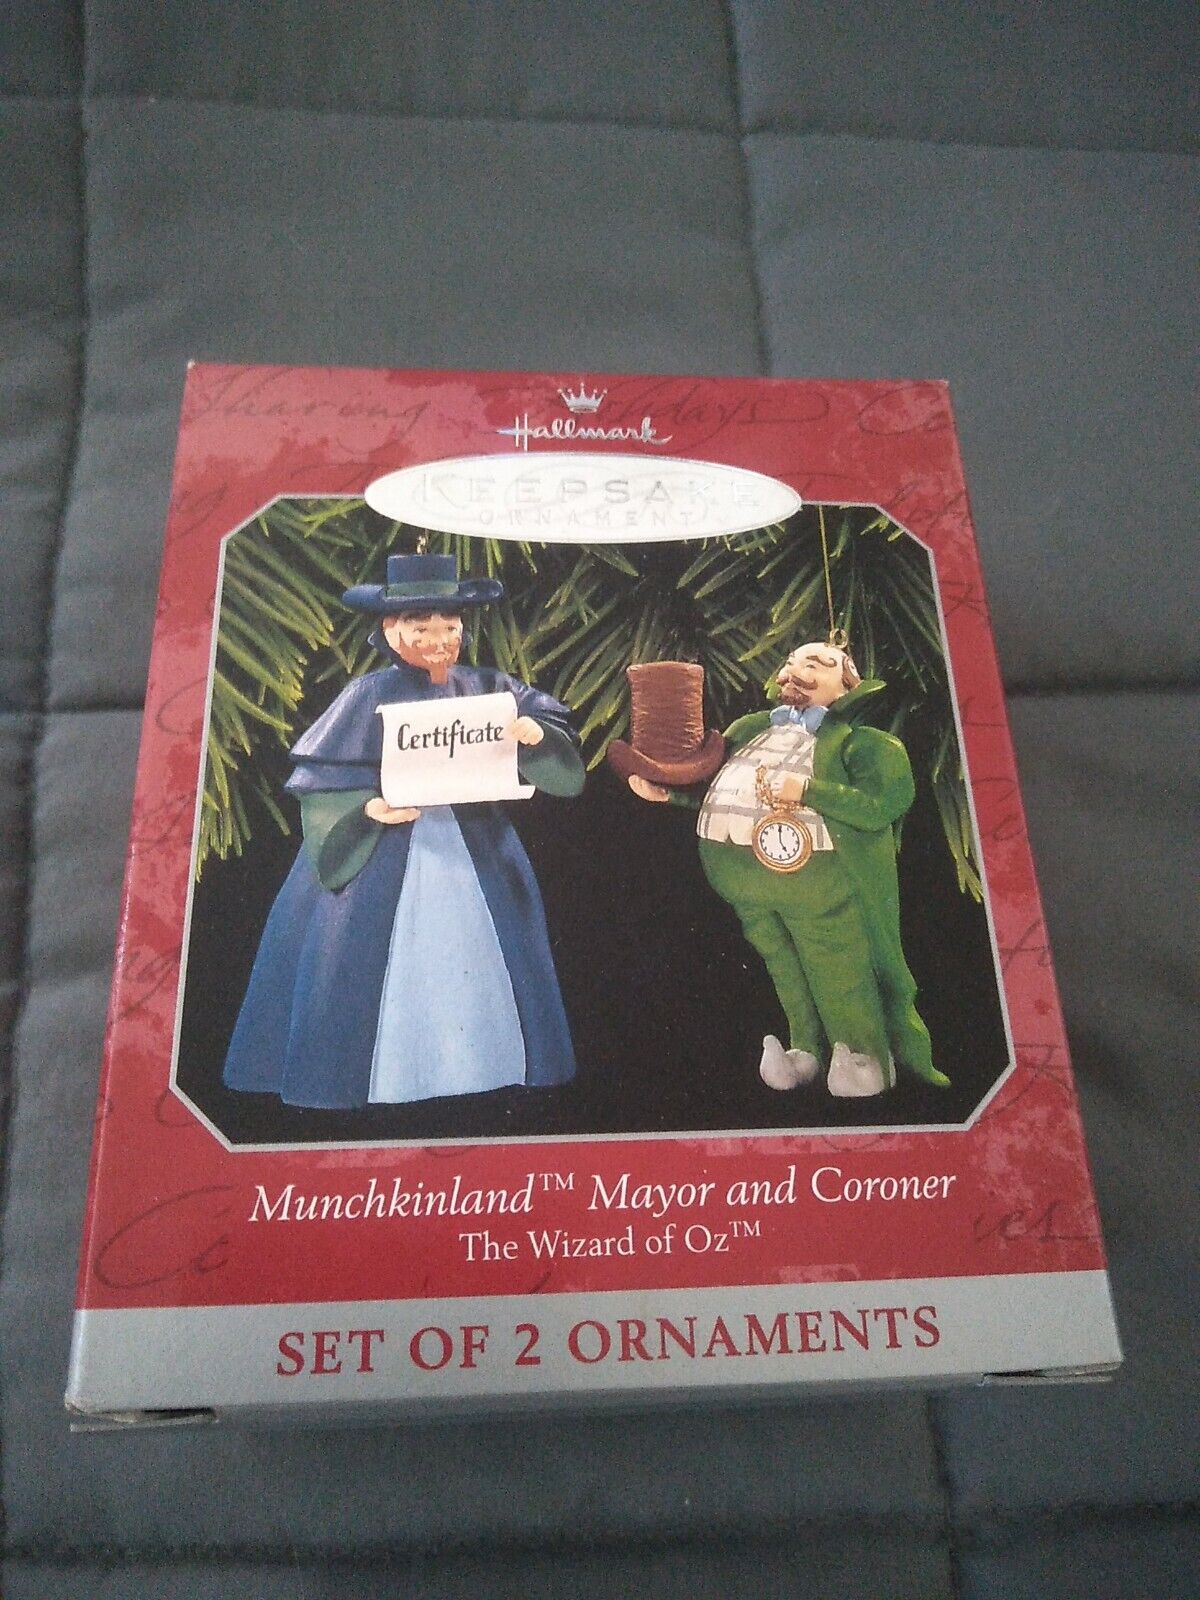 Hallmark
KEEPSAKE
ORNAMENT
Certificate
Munchkinland™ Mayor and Coroner
The Wizard of Oz™
SET OF 2 ORNAMENTS